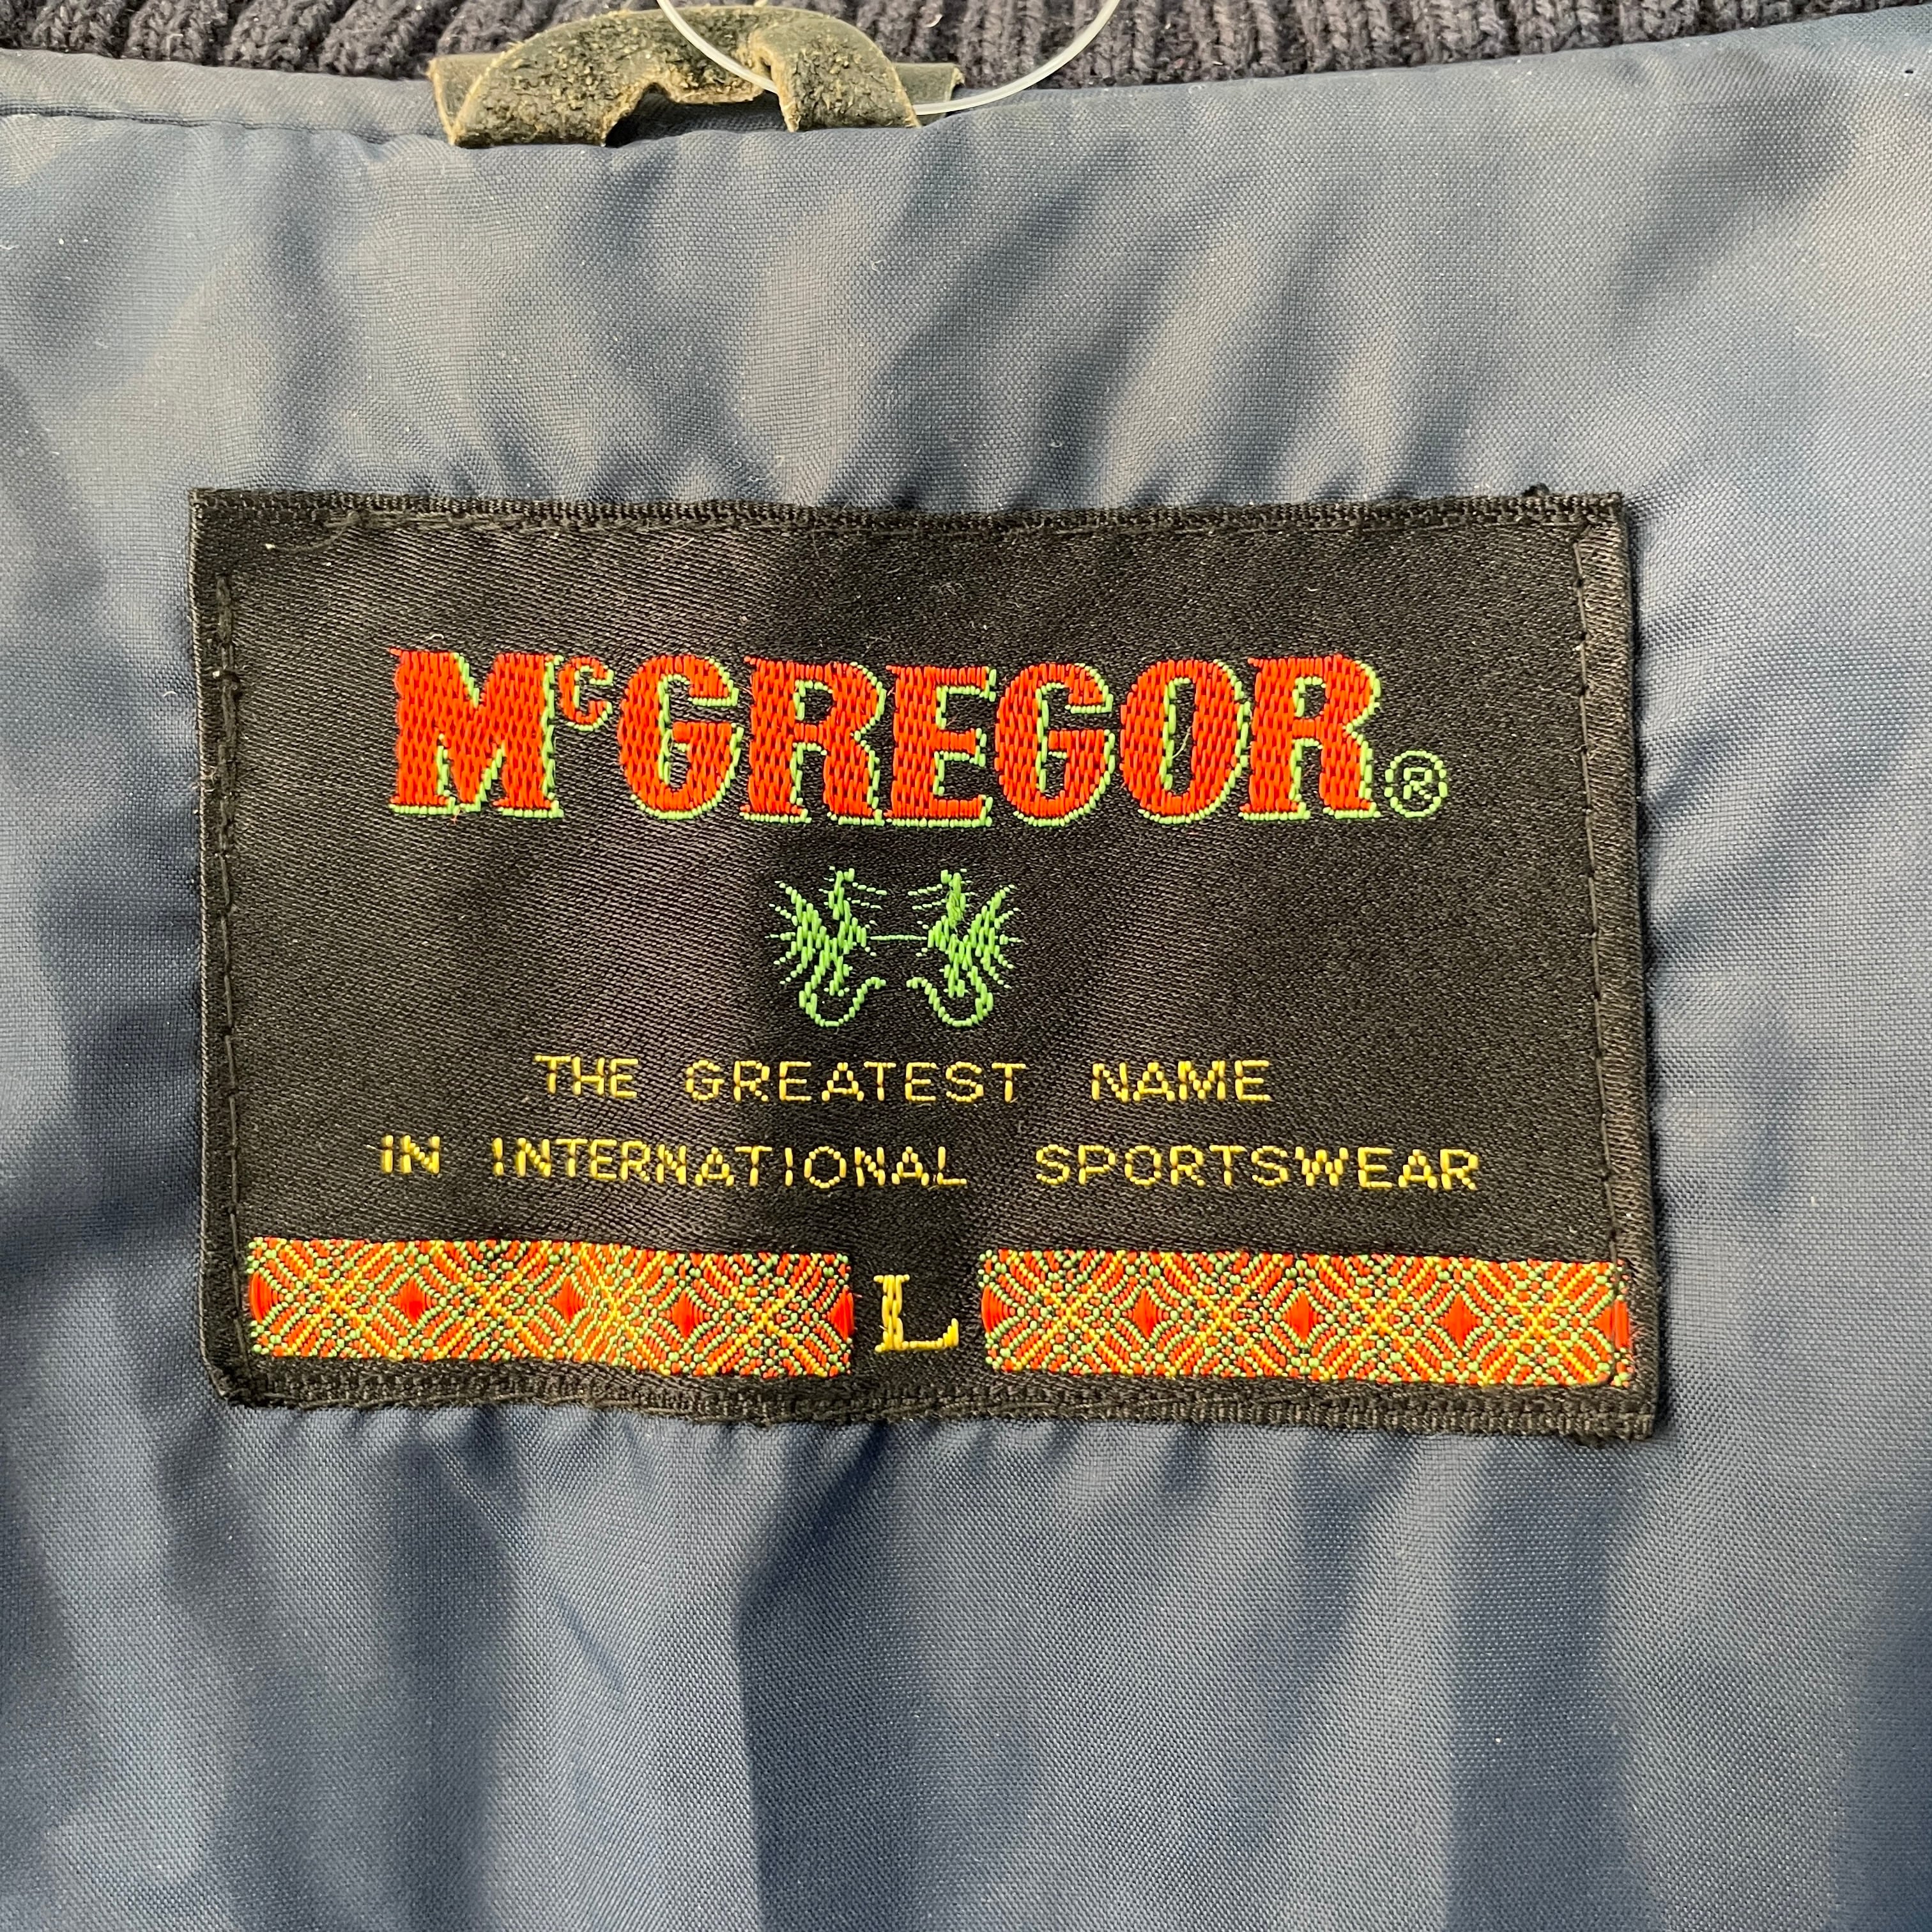 McGREGOR®
THE GREATEST NAME
IN INTERNATIONAL SPORTSWEAR
L